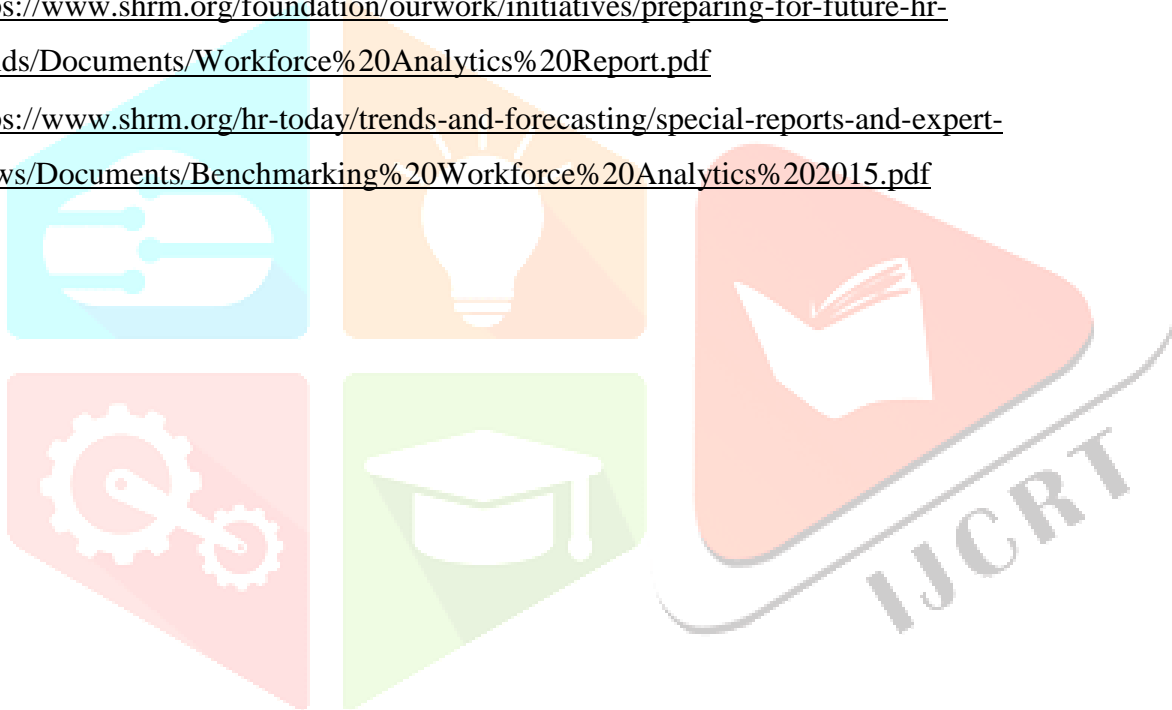 ps://www.shrm.org/foundation/ourwork/initiatives/preparing-for-future-hr-
ds/Documents/Workforce%20Analytics%20Report.pdf
s://www.shrm.org/hr-today/trends-and-forecasting/special-reports-and-expert-
ws/Documents/Benchmarking%20Workforce%20Analytics%202015.pdf
IJCRT